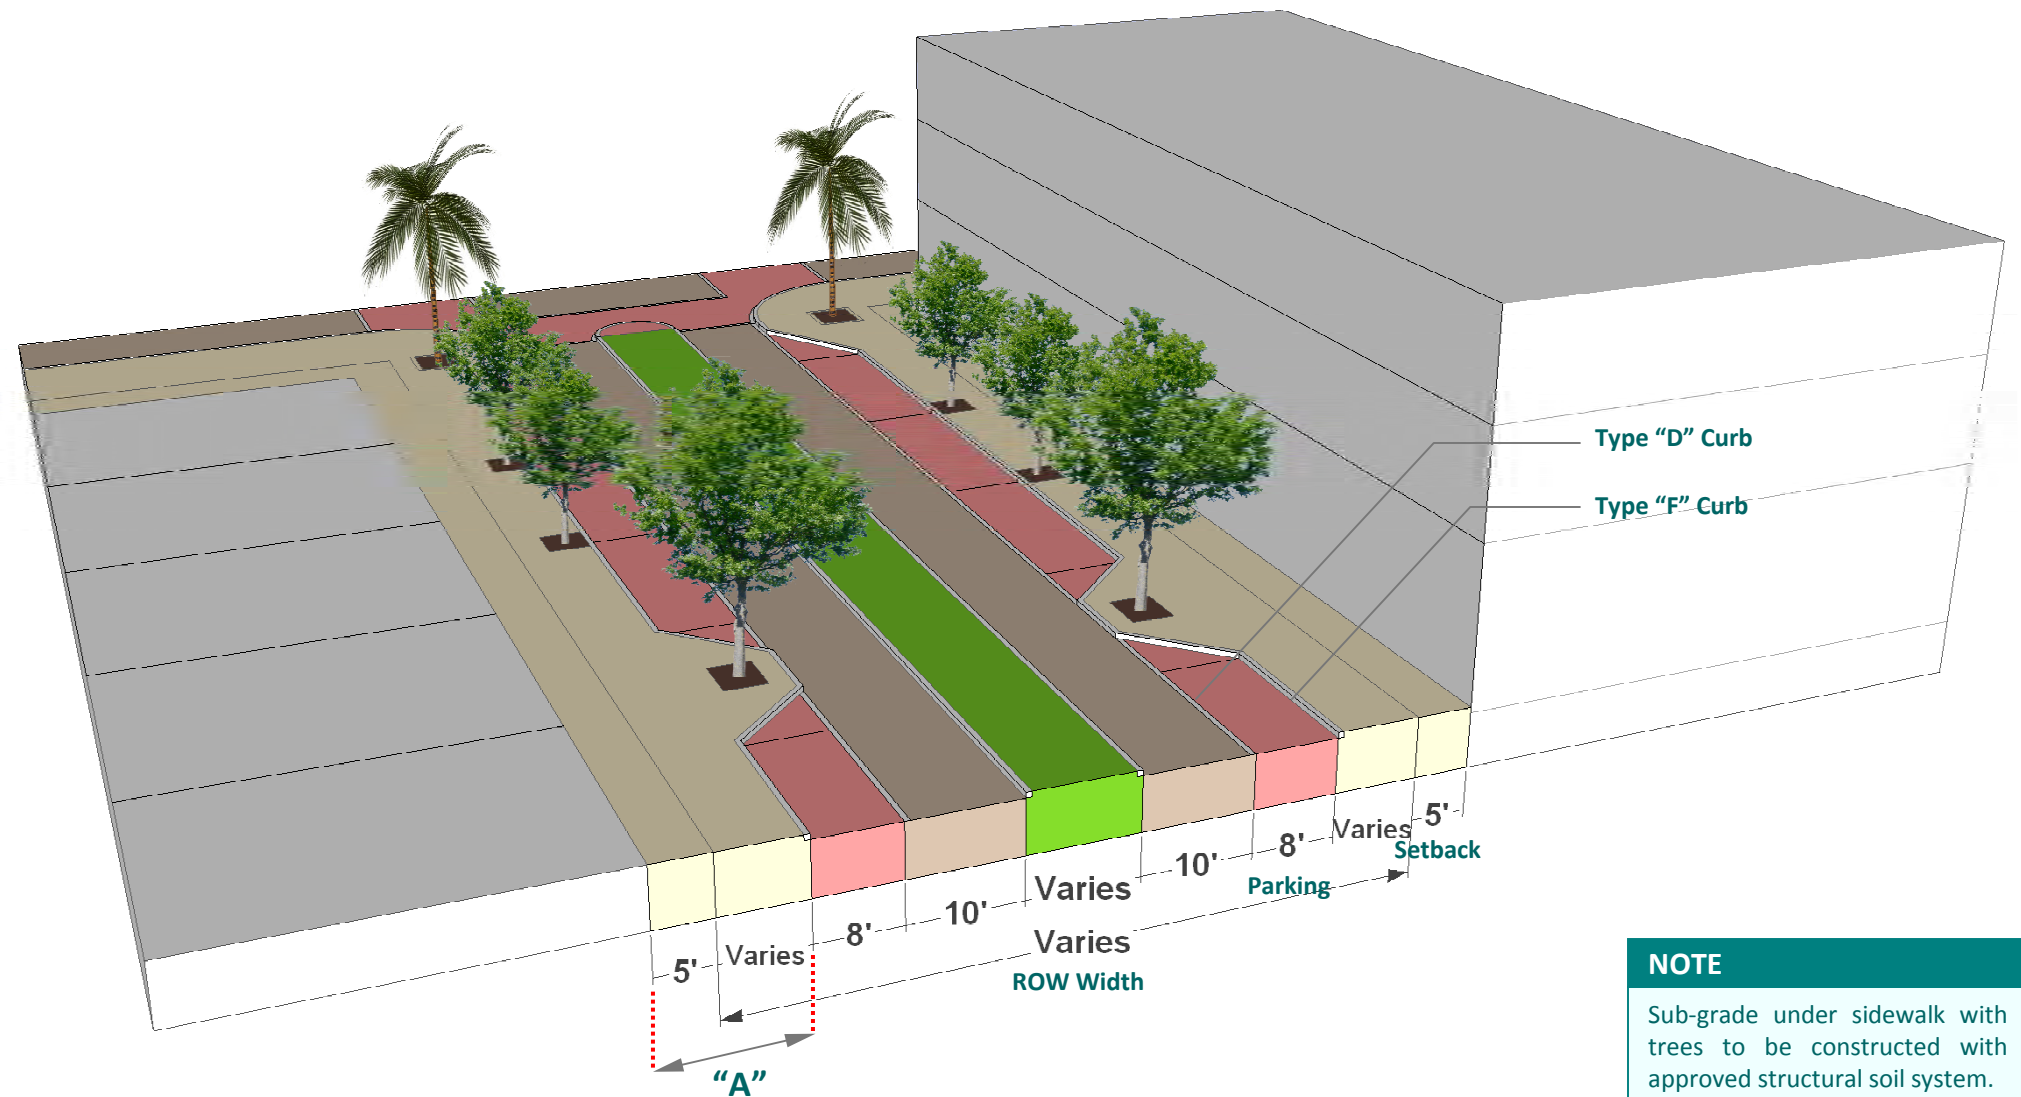 Type “D” Curb
Type “F” Curb
5'
Varies
Setback
8'
Parking
10'
Varies
10'
8'
Varies
5'
Varies
ROW Width
“A”
NOTE
Sub-grade under sidewalk with
trees to be constructed with
approved structural soil system.